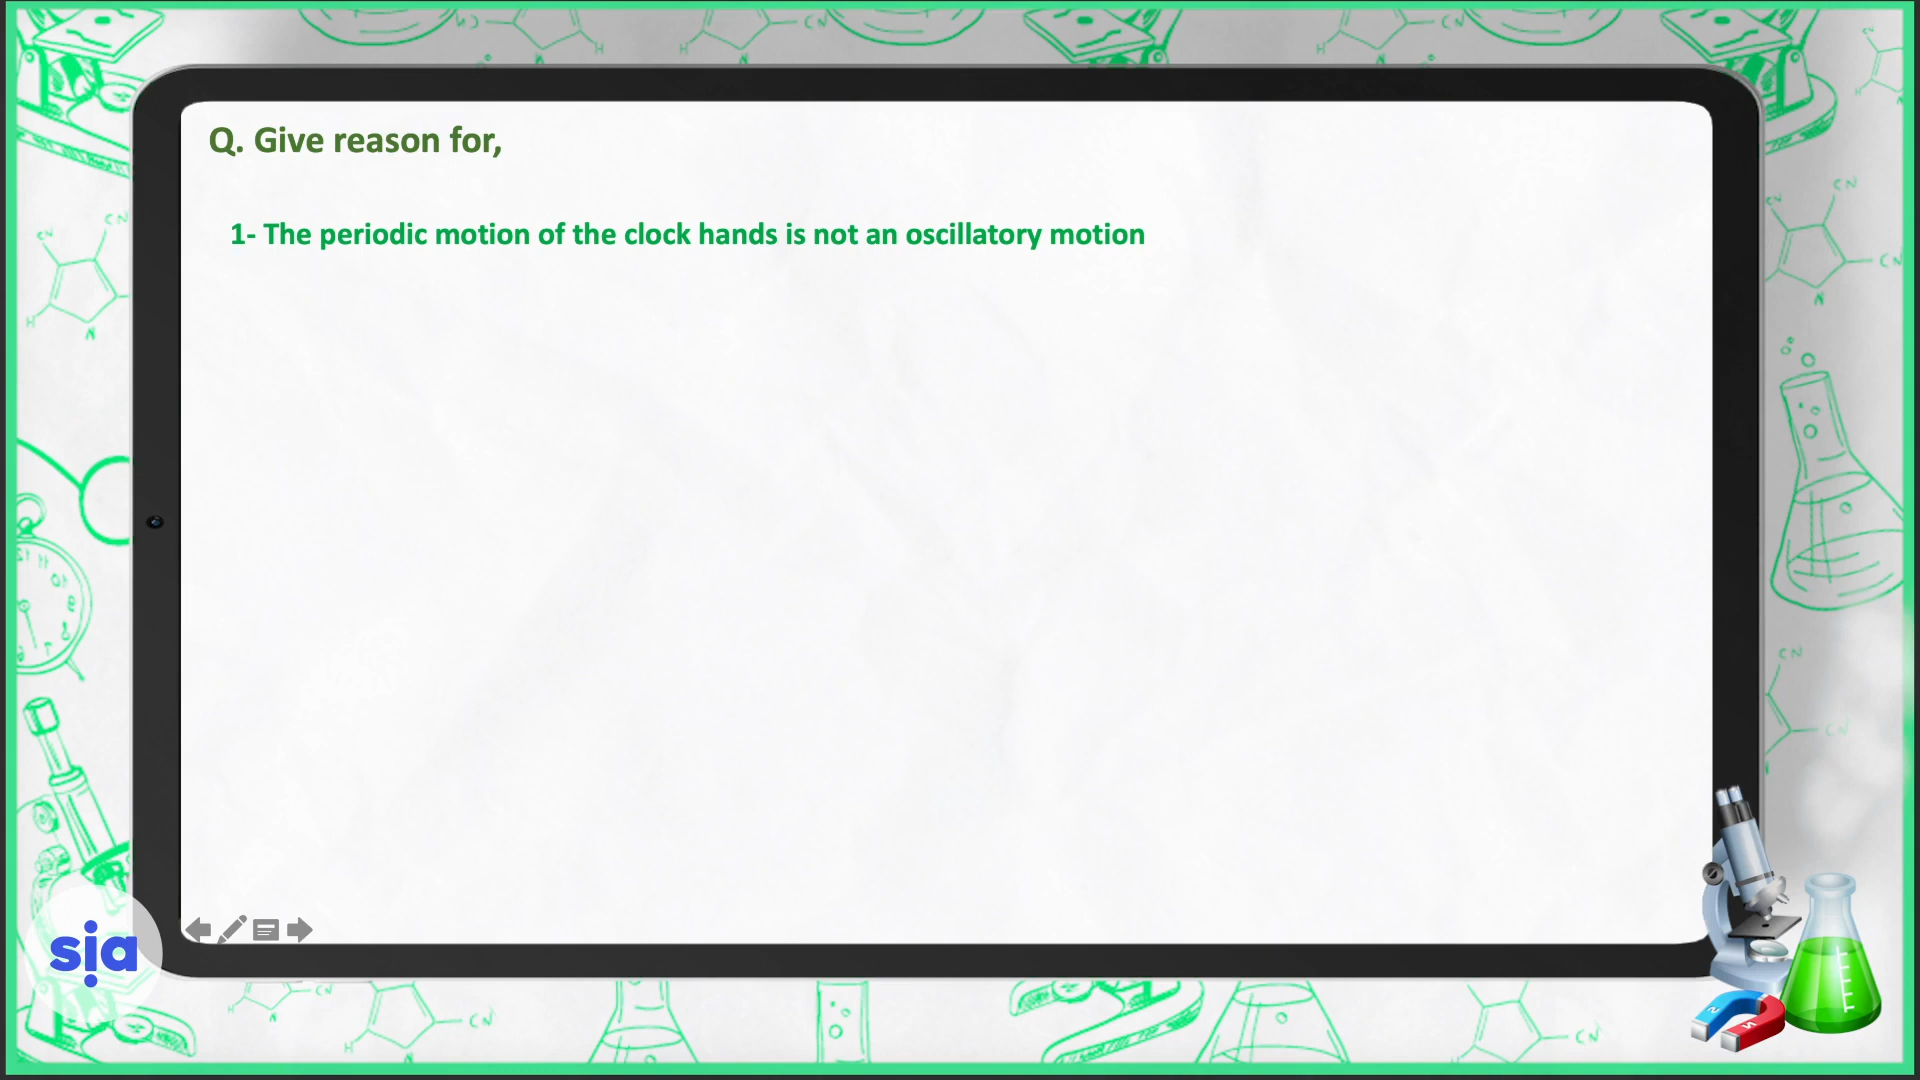 Q. Give reason for,
1- The periodic motion of the clock hands is not an oscillatory motion
sia